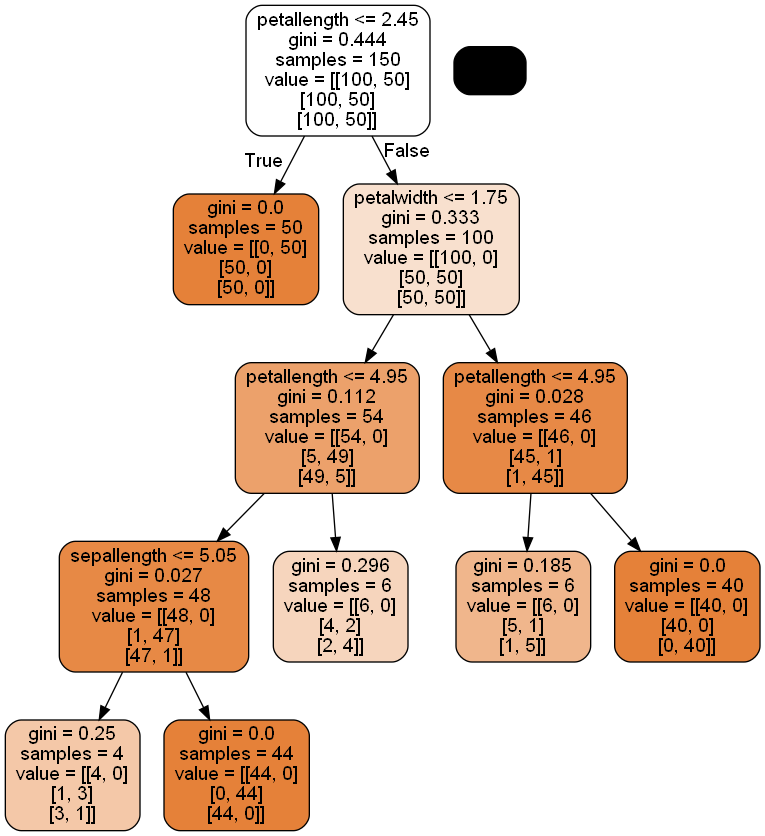 petallength <= 2.45
gini = 0.444
samples = 150
value = [[100, 50]
[100, 50]
[100, 50]]
True
False
gini = 0.0
samples = 50
value = [[0, 50]
[50, 0]
[50, 0]]
petalwidth <= 1.75
gini = 0.333
samples = 100
value = [[100, 0]
[50, 50]
[50, 50]]
petallength <= 4.95
gini = 0.112
samples = 54
value = [[54, 0]
[5, 49]
[49, 5]]
petallength <= 4.95
gini = 0.028
samples = 46
value = [[46, 0]
[45, 1]
[1, 45]]
sepallength <= 5.05
gini = 0.027
samples = 48
value = [[48, 0]
[1, 47]
[47, 1]]
gini = 0.296
samples = 6
value = [[6, 0]
[4, 2]
[2, 4]]
gini = 0.185
samples = 6
value = [[6, 0]
[5, 1]
[1, 5]]
gini = 0.0
samples = 40
value = [[40, 0]
[40, 0]
[0, 40]]
gini = 0.25
samples = 4
value = [[4, 0]
[1, 3]
[3, 1]]
gini = 0.0
samples = 44
value = [[44, 0]
[0, 44]
[44, 0]]